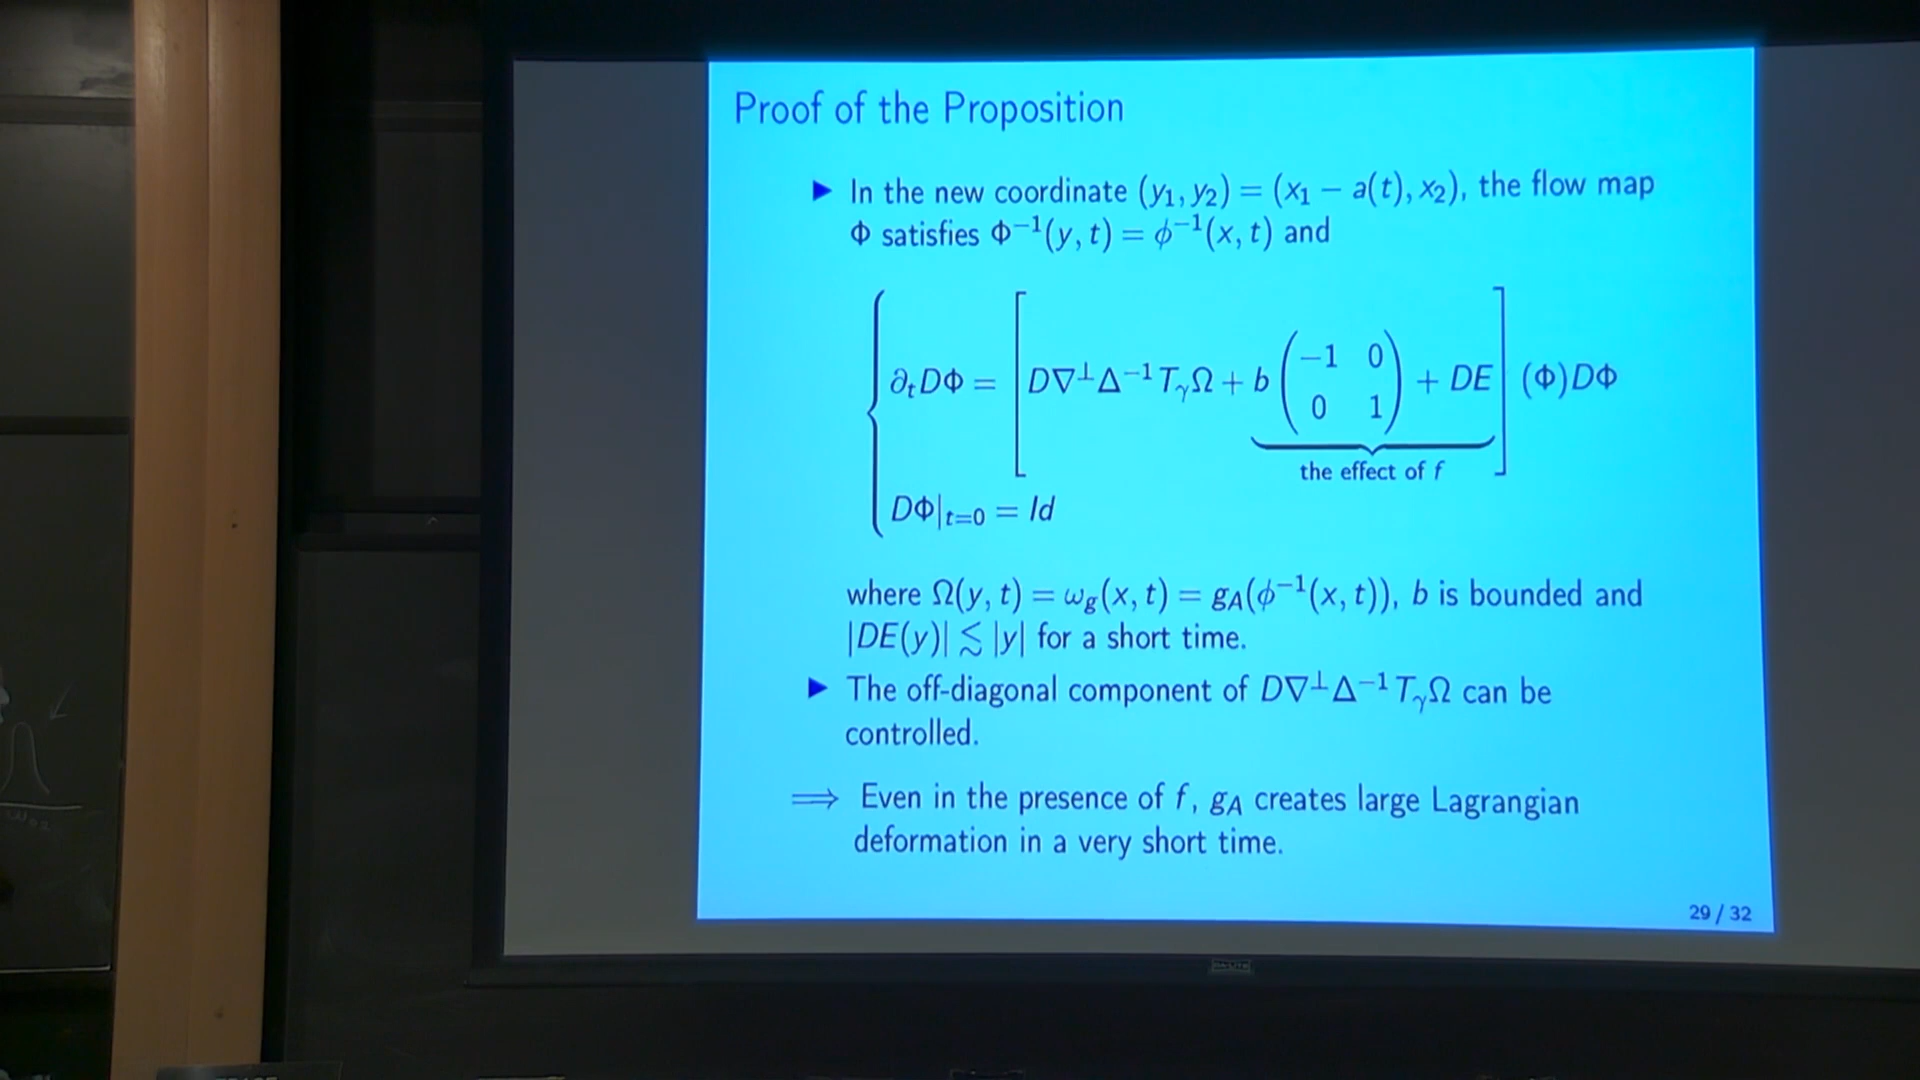 Proof of the Proposition
▶ In the new coordinate (y₁, y₂) = (x₁ − a(t), x₂), the flow map
Φ satisfies Φ⁻¹(y, t) = ϕ⁻¹(x, t) and
∂ₜDΦ = [D∇⊥Δ⁻¹T_γΩ + b(−1 0; 0 1) + DE](Φ)DΦ
the effect of f
DΦ|ₜ₌₀ = Id
where Ω(y, t) = ω_g(x, t) = g_A(ϕ⁻¹(x, t)), b is bounded and
|DE(y)| ≲ |y| for a short time.
▶ The off-diagonal component of D∇⊥Δ⁻¹T_γΩ can be
controlled.
⟹ Even in the presence of f, g_A creates large Lagrangian
deformation in a very short time.
29 / 32